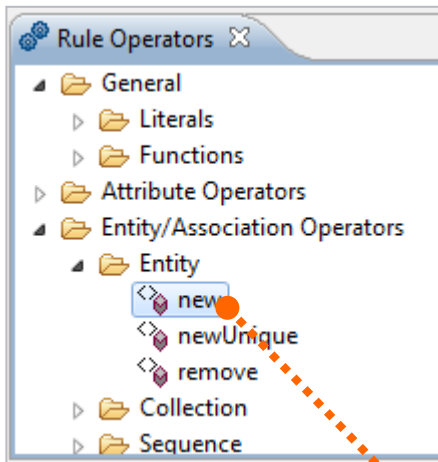 Rule Operators
General
Literals
Functions
Attribute Operators
Entity/Association Operators
Entity
new
newUnique
remove
Collection
Sequence